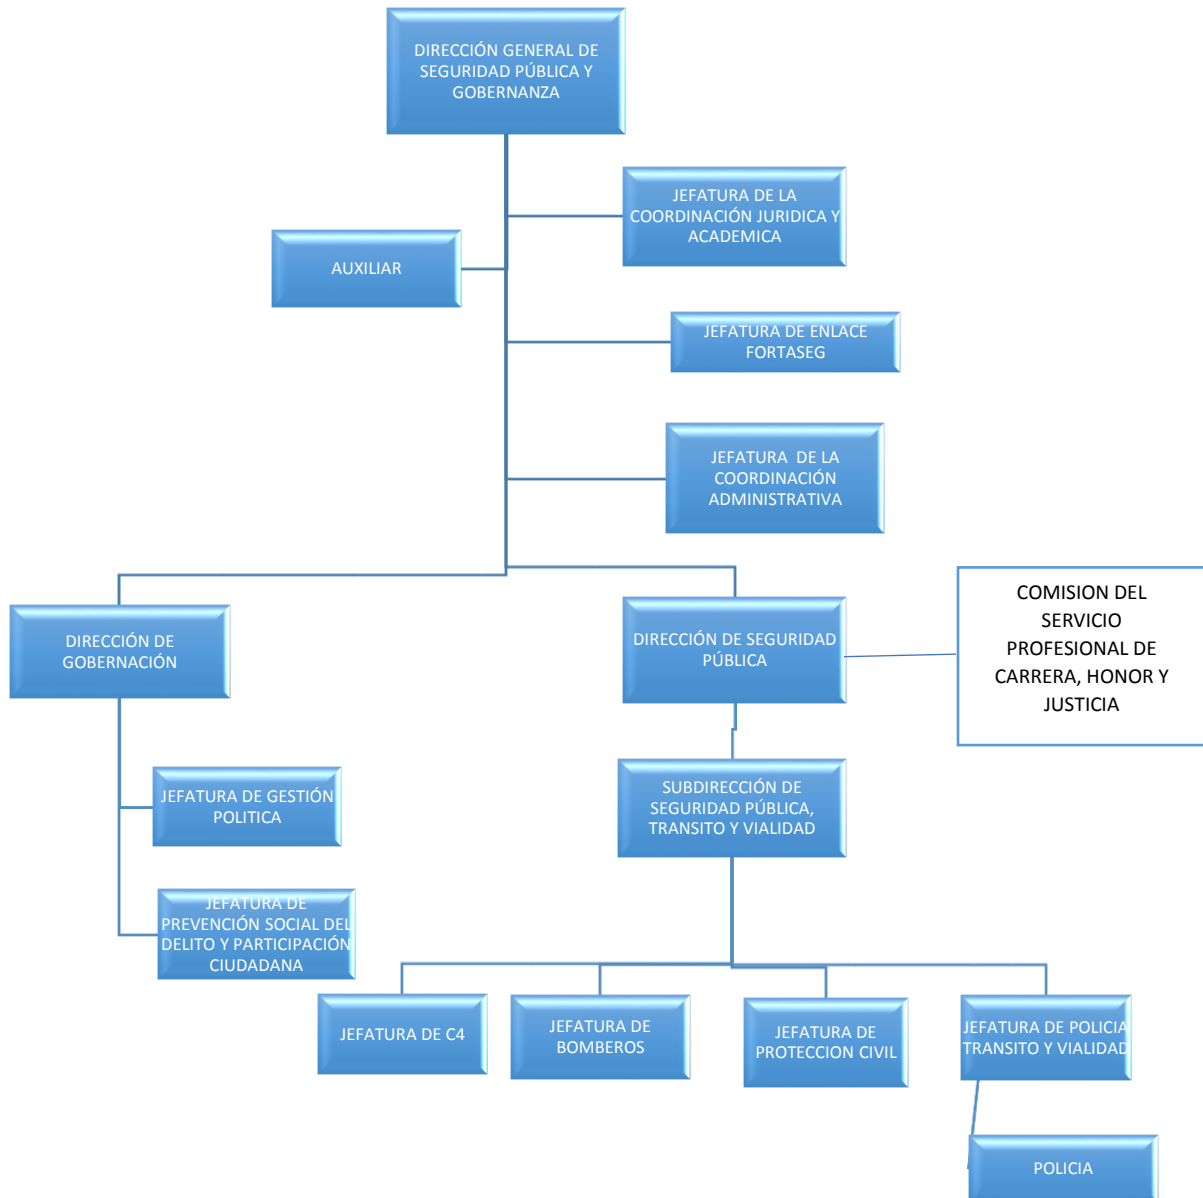 DIRECCIÓN GENERAL DE
SEGURIDAD PÚBLICA Y
GOBERNANZA
JEFATURA DE LA
COORDINACIÓN JURIDICA Y
ACADEMICA
AUXILIAR
JEFATURA DE ENLACE
FORTASEG
JEFATURA DE LA
COORDINACIÓN
ADMINISTRATIVA
DIRECCIÓN DE
GOBERNACIÓN
DIRECCIÓN DE SEGURIDAD
PÚBLICA
COMISION DEL
SERVICIO
PROFESIONAL DE
CARRERA, HONOR Y
JUSTICIA
JEFATURA DE GESTIÓN
POLITICA
SUBDIRECCIÓN DE
SEGURIDAD PÚBLICA,
TRANSITO Y VIALIDAD
JEFATURA DE
PREVENCIÓN SOCIAL DEL
DELITO Y PARTICIPACIÓN
CIUDADANA
JEFATURA DE C4
JEFATURA DE
BOMBEROS
JEFATURA DE
PROTECCION CIVIL
JEFATURA DE POLICIA
TRANSITO Y VIALIDAD
POLICIA